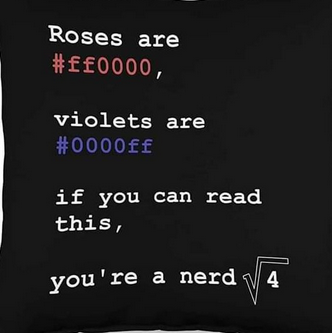 Roses are
#ff0000,
violets are
#0000ff
if you can read
this,
you're a nerd √4